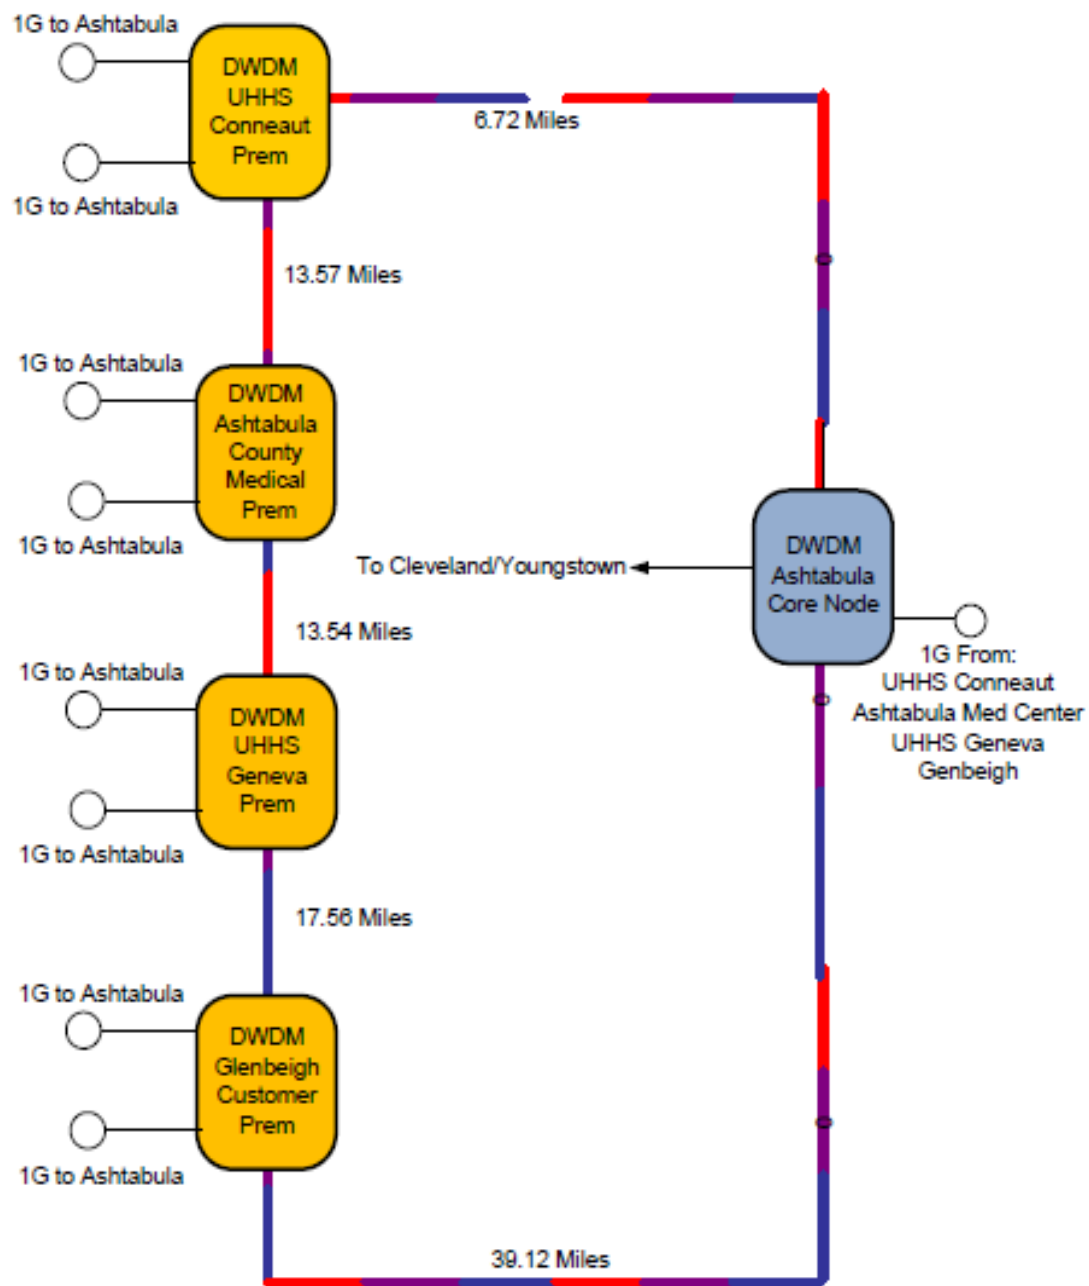 1G to Ashtabula
DWDM
UHHS
Conneaut
Prem
6.72 Miles
1G to Ashtabula
13.57 Miles
1G to Ashtabula
DWDM
Ashtabula
County
Medical
Prem
1G to Ashtabula
To Cleveland/Youngstown
DWDM
Ashtabula
Core Node
13.54 Miles
1G From:
UHHS Conneaut
Ashtabula Med Center
UHHS Geneva
Genbeigh
1G to Ashtabula
DWDM
UHHS
Geneva
Prem
1G to Ashtabula
17.56 Miles
1G to Ashtabula
DWDM
Glenbeigh
Customer
Prem
1G to Ashtabula
39.12 Miles